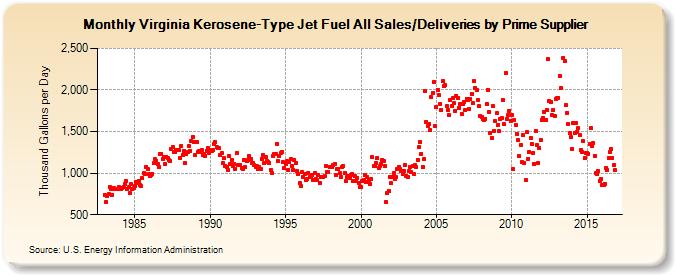 Monthly Virginia Kerosene-Type Jet Fuel All Sales/Deliveries by Prime Supplier
Thousand Gallons per Day
2,500
2,000
1,500
1,000
500
1985 1990 1995 2000 2005 2010 2015
Source: U.S. Energy Information Administration